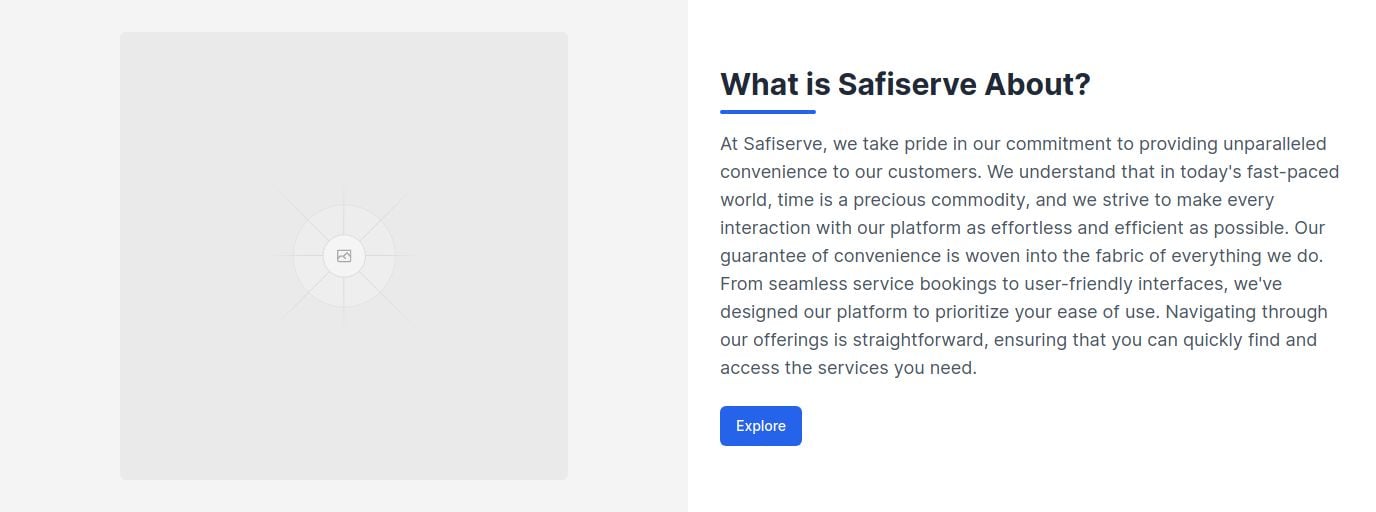 What is Safiserve About?
At Safiserve, we take pride in our commitment to providing unparalleled
convenience to our customers. We understand that in today's fast-paced
world, time is a precious commodity, and we strive to make every
interaction with our platform as effortless and efficient as possible. Our
guarantee of convenience is woven into the fabric of everything we do.
From seamless service bookings to user-friendly interfaces, we've
designed our platform to prioritize your ease of use. Navigating through
our offerings is straightforward, ensuring that you can quickly find and
access the services you need.
Explore